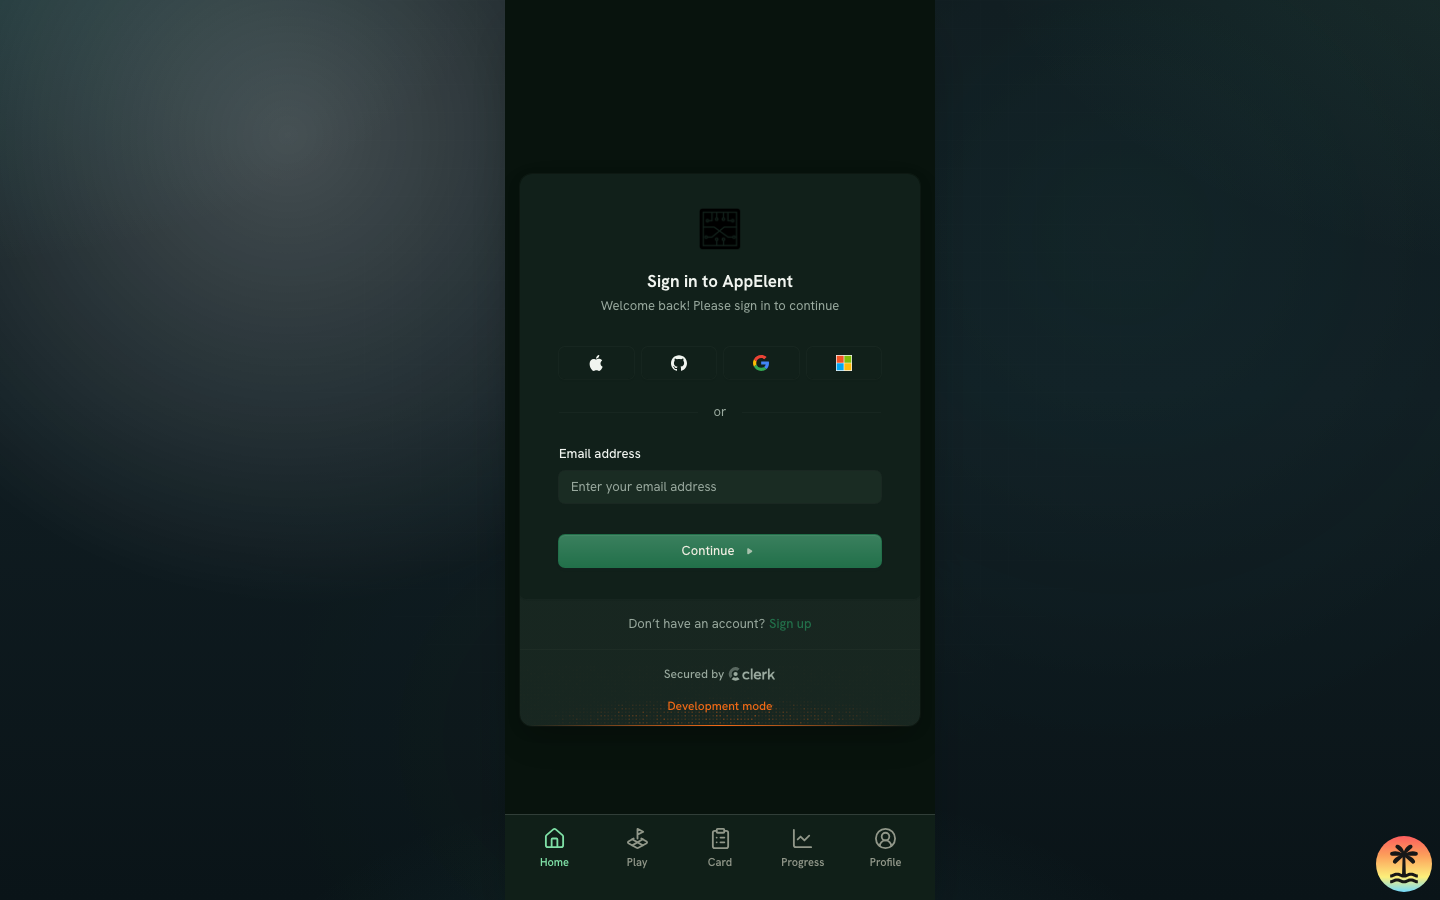 Sign in to AppElent
Welcome back! Please sign in to continue
or
Email address
Enter your email address
Continue
Don’t have an account? Sign up
Secured by clerk
Development mode
Home
Play
Card
Progress
Profile